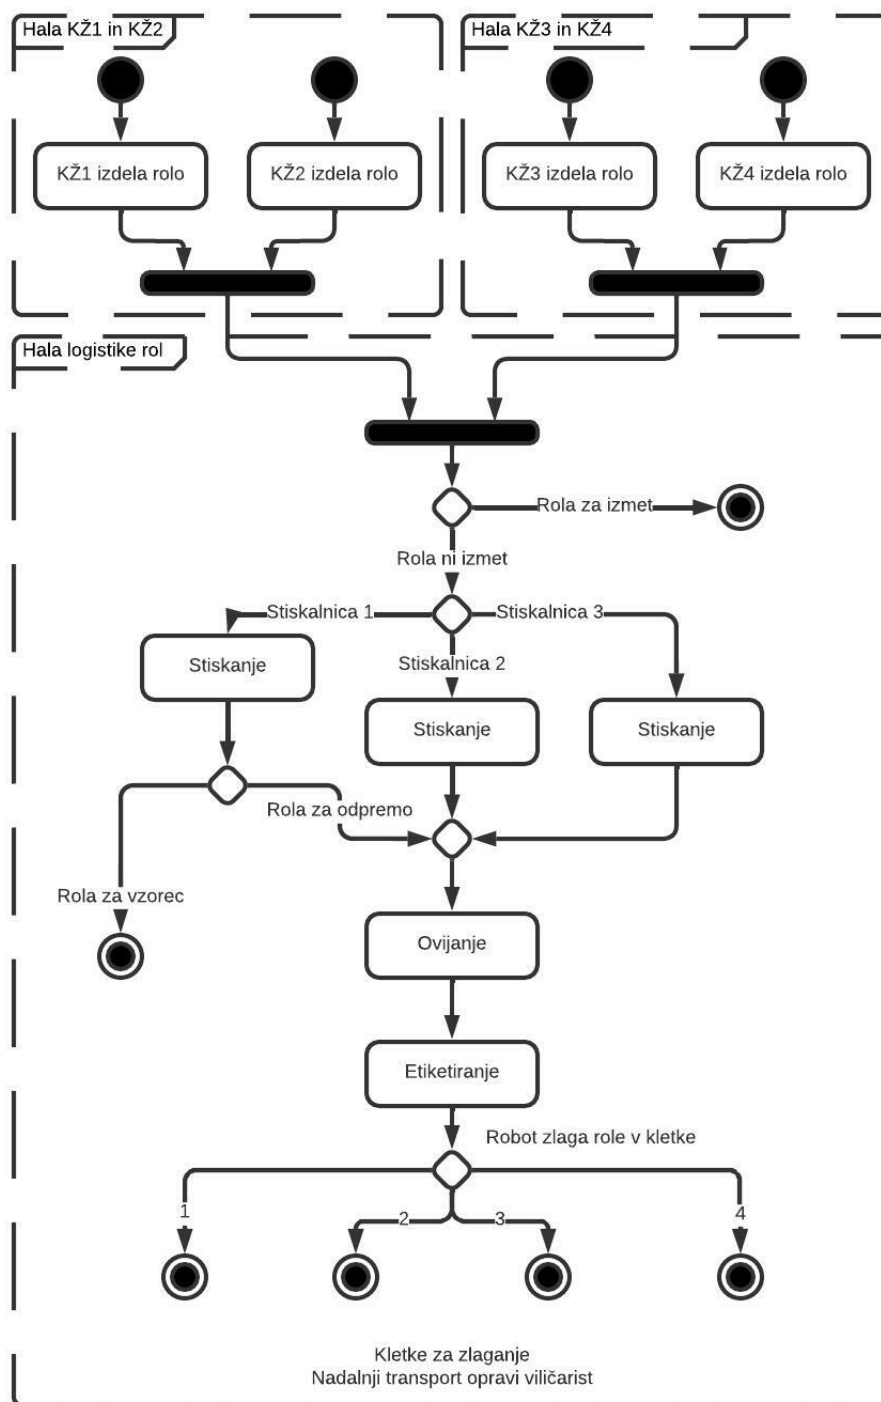 Hala KŽ1 in KŽ2
Hala KŽ3 in KŽ4
KŽ1 izdela rolo
KŽ2 izdela rolo
KŽ3 izdela rolo
KŽ4 izdela rolo
Hala logistike rol
Rola za izmet
Rola ni izmet
Stiskalnica 1
Stiskalnica 3
Stiskanje
Stiskalnica 2
Stiskanje
Stiskanje
Rola za odpremo
Rola za vzorec
Ovijanje
Etiketiranje
Robot zlaga role v kletke
1
2
3
4
Kletke za zlaganje
Nadalnji transport opravi viličarist